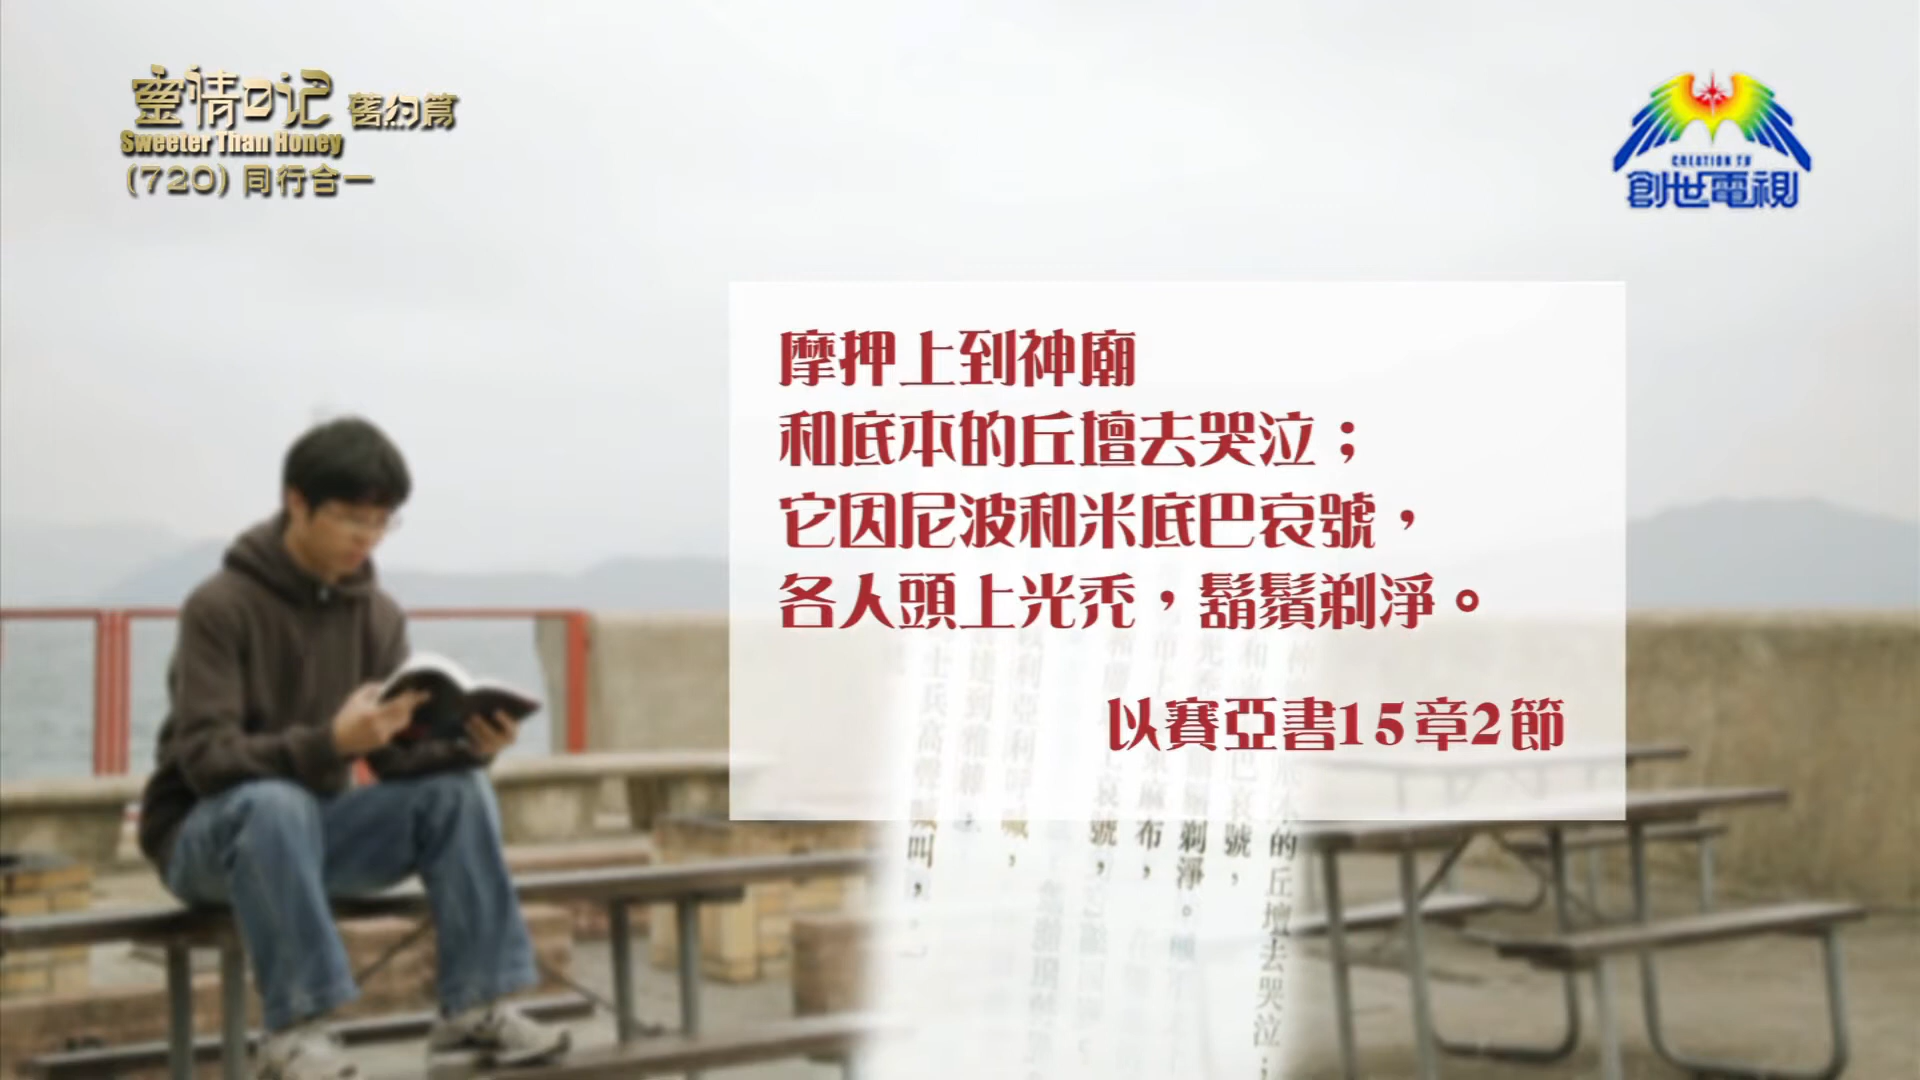 靈情日记 舊約篇
Sweeter Than Honey
(720) 同行合一
CREATION TV
創世電視
摩押上到神廟
和底本的丘壇去哭泣；
它因尼波和米底巴哀號，
各人頭上光禿，鬍鬚剃淨。
以賽亞書15章2節